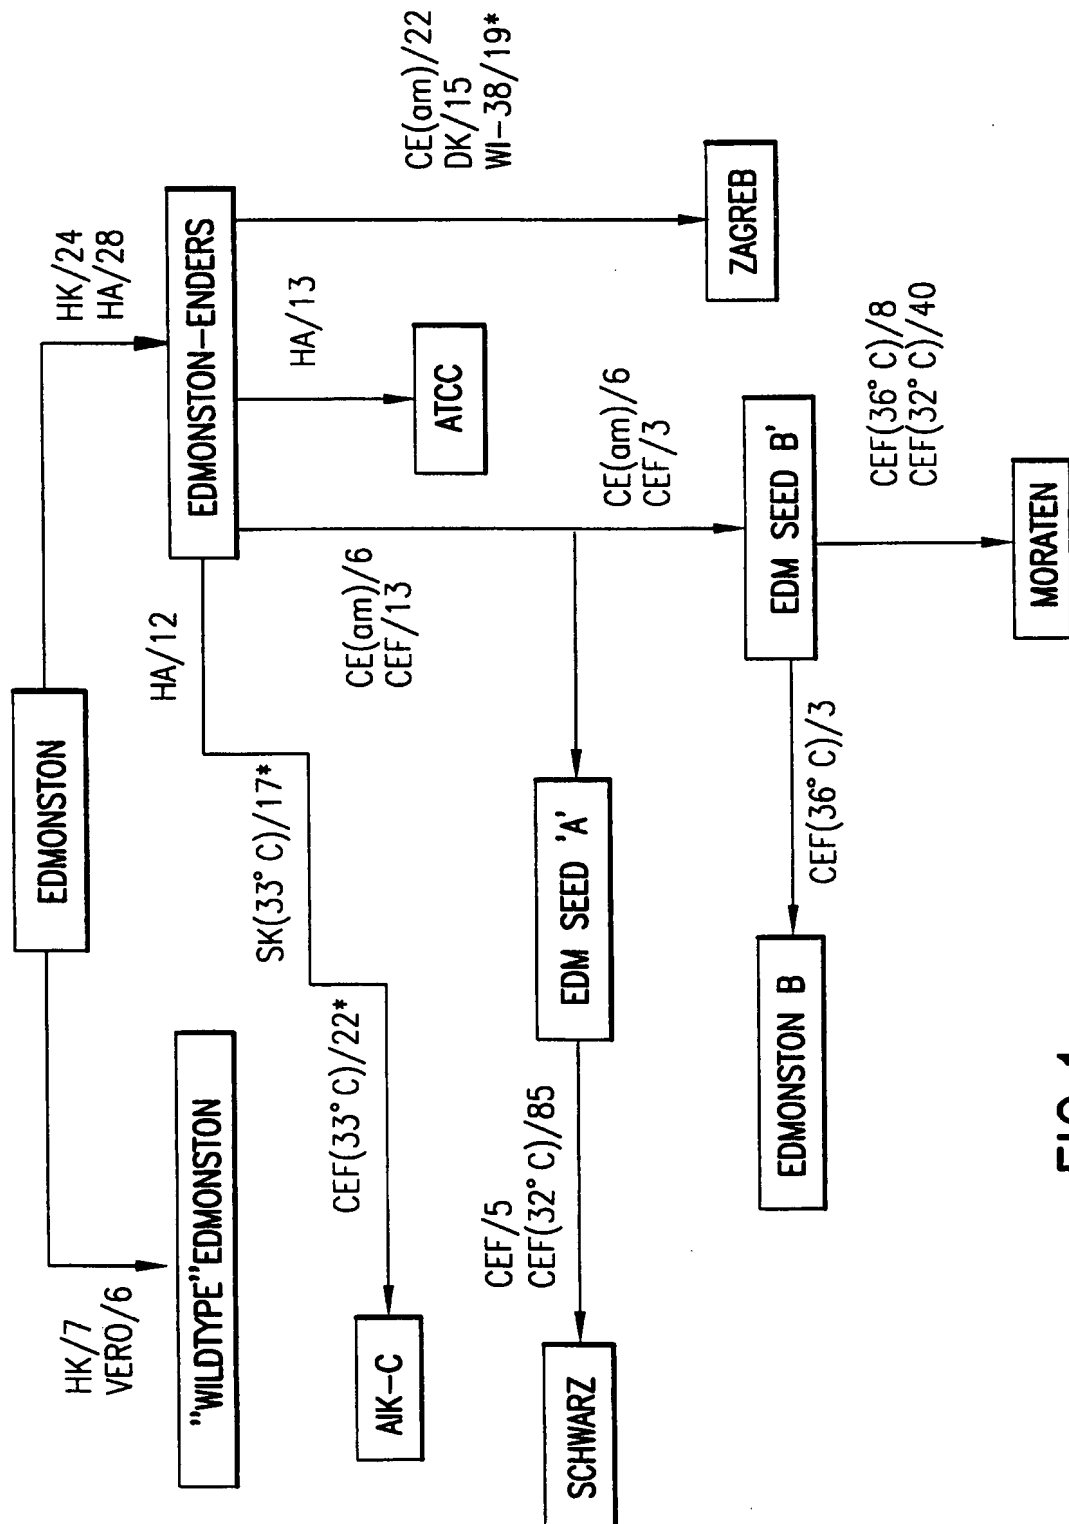 EDMONSTON
HK/7
VERO/6
HK/24
HA/28
"WILDTYPE"EDMONSTON
EDMONSTON-ENDERS
HA/12
SK(33° C)/17*
CEF(33° C)/22*
AIK-C
CE(am)/6
CEF/13
HA/13
ATCC
CE(am)/22
DK/15
WI-38/19*
ZAGREB
EDM SEED 'A'
CEF/5
CEF(32° C)/85
SCHWARZ
CE(am)/6
CEF/3
EDM SEED B'
CEF(36° C)/3
EDMONSTON B
CEF(36° C)/8
CEF(32° C)/40
MORATEN